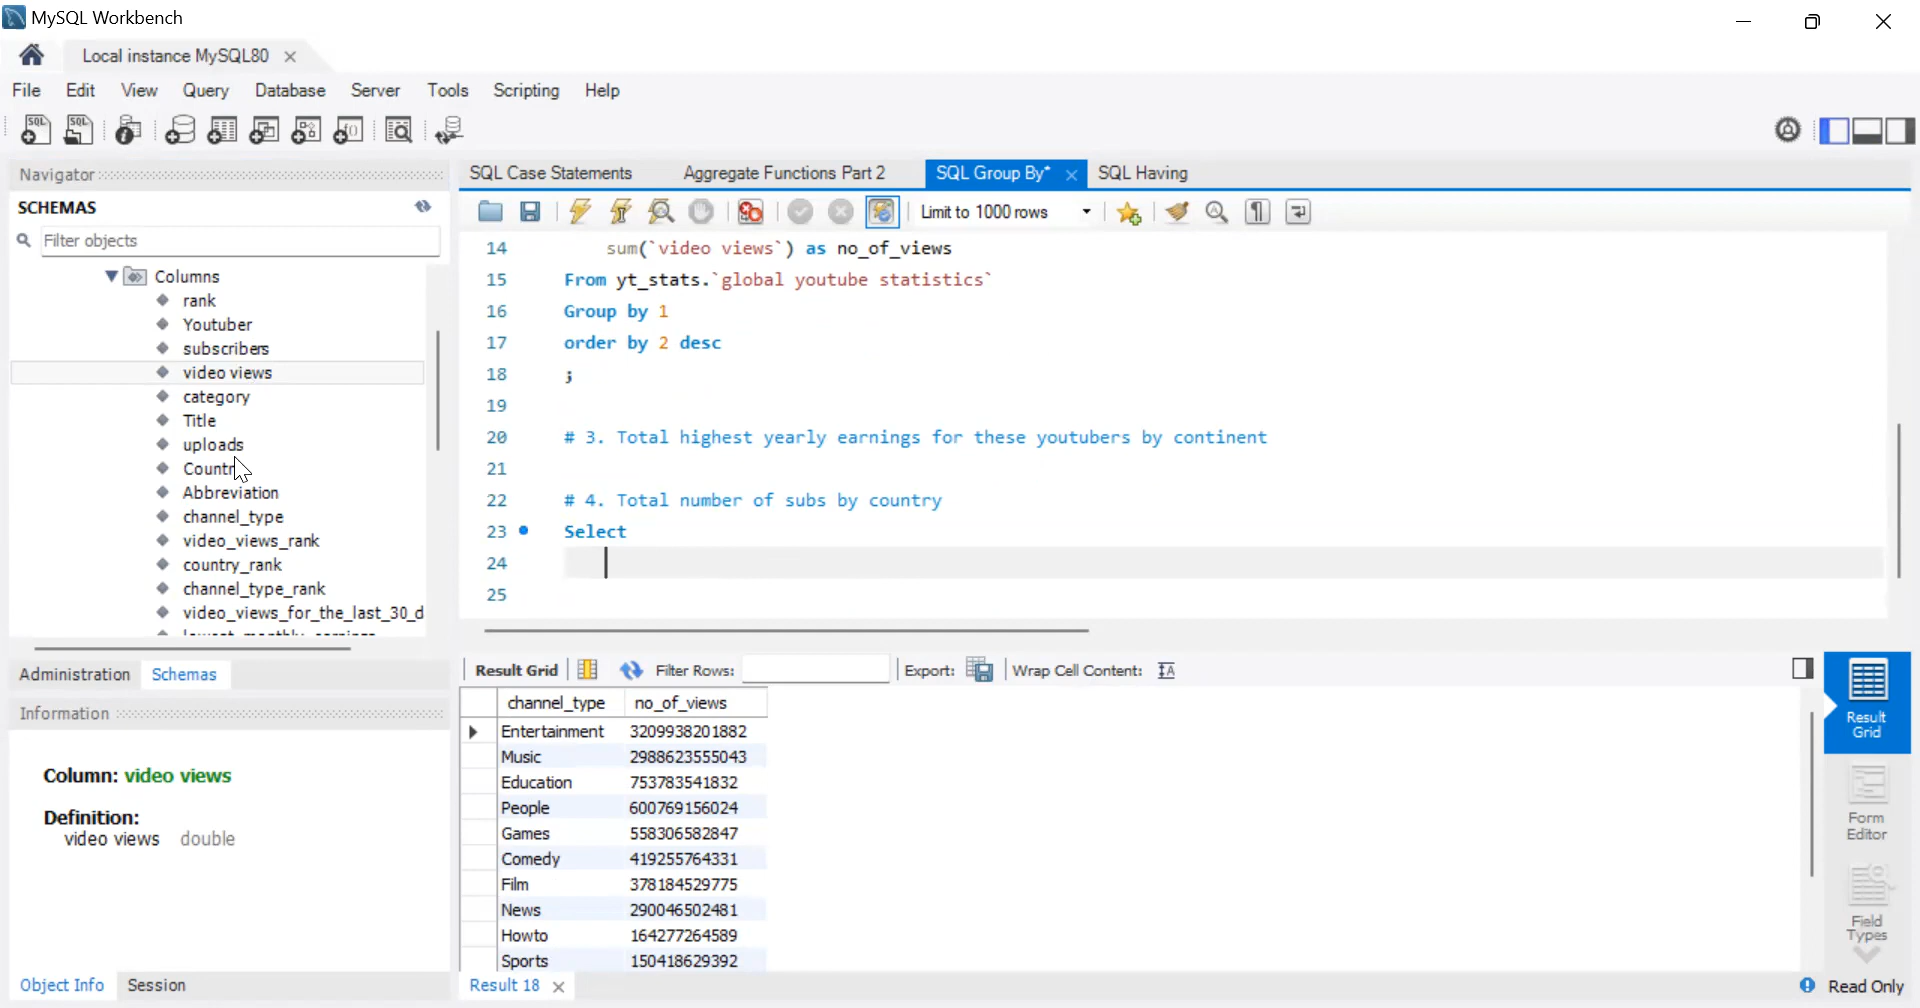 MySQL Workbench
Local instance MySQL80
File Edit View Query Database Server Tools Scripting Help
Navigator
SCHEMAS
Filter objects
Columns
rank
Youtuber
subscribers
video views
category
Title
uploads
Abbreviation
channel_type
video_views_rank
country_rank
channel_type_rank
video_views_for_the_last_30_d
Administration Schemas
Information
Column: video views
Definition:
video views double
Object Info Session
SQL Case Statements Aggregate Functions Part 2 SQL Group By* SQL Having
Limit to 1000 rows
14 sum(`video views`) as no_of_views
15 From yt_stats.`global youtube statistics`
16 Group by 1
17 order by 2 desc
18 ;
19
20 # 3. Total highest yearly earnings for these youtubers by continent
21
22 # 4. Total number of subs by country
23 Select
24
25
Result Grid Filter Rows: Export: Wrap Cell Content:
channel_type no_of_views
Entertainment 3209938201882
Music 2988623555043
Education 753783541832
People 600769156024
Games 558306582847
Comedy 419255764331
Film 378184529775
News 290046502481
Howto 164277264589
Sports 150418629392
Result 18
Result
Grid
Form
Editor
Field
Types
Read Only